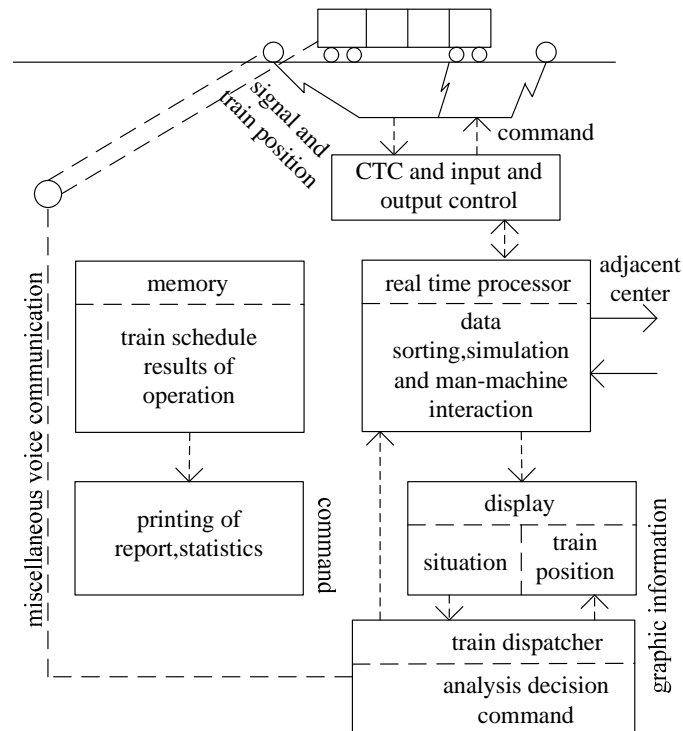 signal and
train position
command
CTC and input and
output control
miscellaneous voice communication
memory
train schedule
results of
operation
real time processor
data
sorting,simulation
and man-machine
interaction
adjacent
center
printing of
report,statistics
command
display
situation
train
position
graphic information
train dispatcher
analysis decision
command